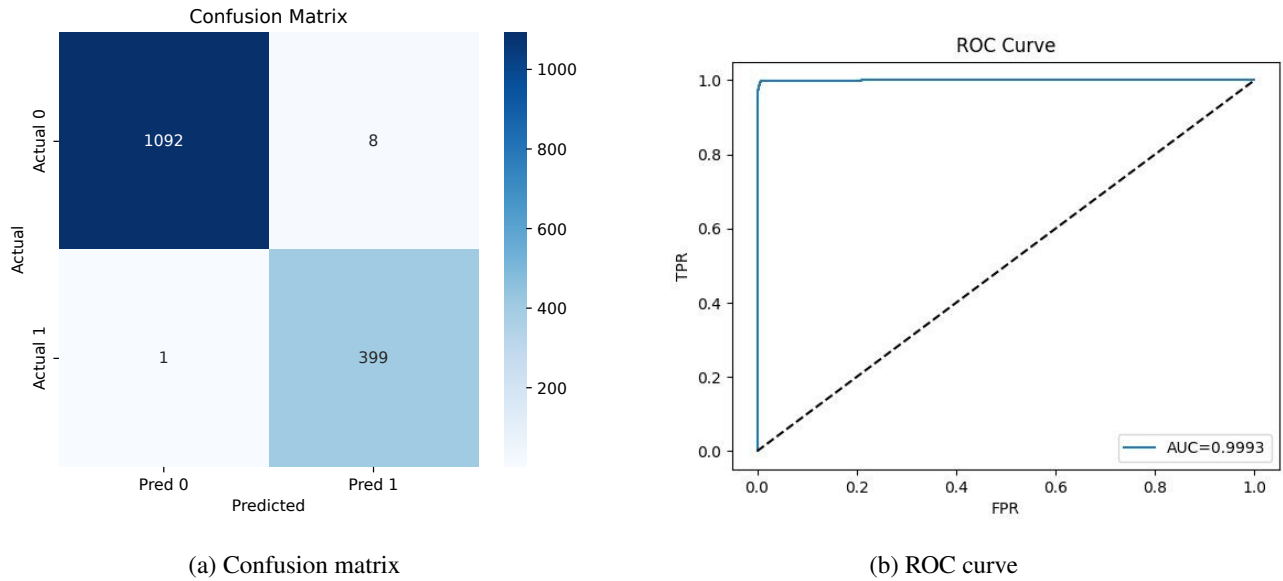 Confusion Matrix
Actual 0
Actual 1
Actual
1092
8
1
399
Pred 0
Pred 1
Predicted
1000
800
600
400
200
(a) Confusion matrix
ROC Curve
1.0
0.8
0.6
0.4
0.2
0.0
TPR
0.0
0.2
0.4
0.6
0.8
1.0
FPR
AUC=0.9993
(b) ROC curve